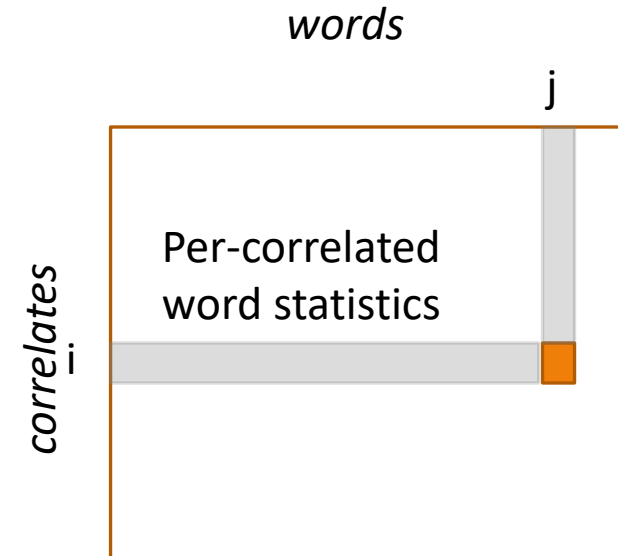 words
j
Per-correlated
word statistics
correlates
i